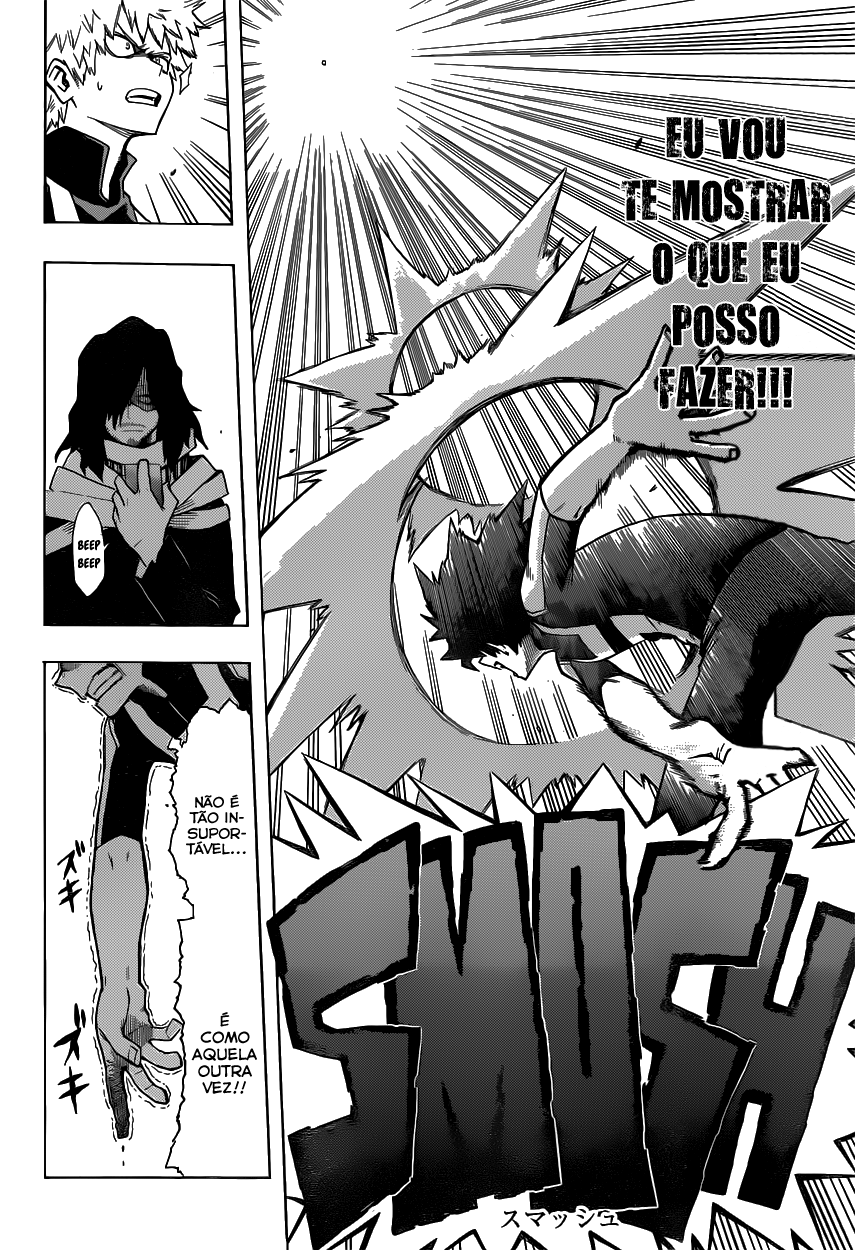 EU VOU
TE MOSTRAR
O QUE EU
POSSO
FAZER!!!
SMASH
スマッシュ
BEEP
BEEP
NÃO É
TÃO IN-
SUPOR-
TÁVEL...
É
COMO
AQUELA
OUTRA
VEZ!!
ズキ
ズキ